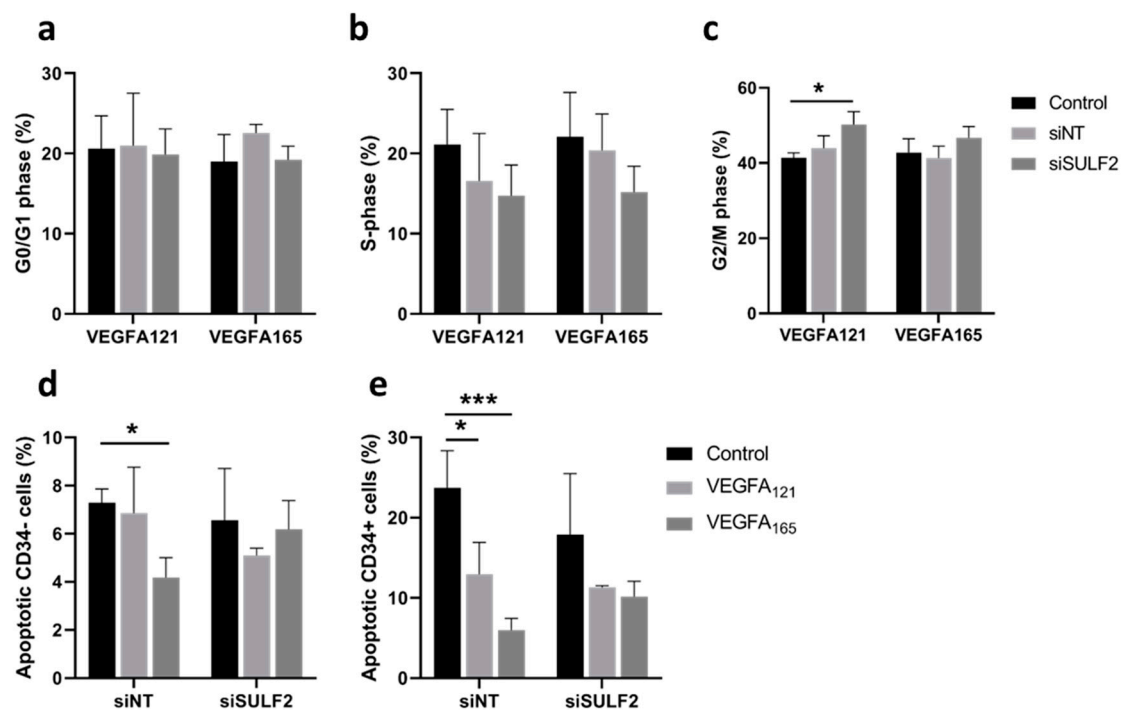 a
G0/G1 phase (%)
30
20
10
0
VEGFA121 VEGFA165
b
S-phase (%)
30
20
10
0
VEGFA121 VEGFA165
c
G2/M phase (%)
60
40
20
0
*
VEGFA121 VEGFA165
Control
siNT
siSULF2
d
Apoptotic CD34- cells (%)
10
8
6
4
2
0
*
siNT siSULF2
e
Apoptotic CD34+ cells (%)
30
20
10
0
***
*
siNT siSULF2
Control
VEGFA₁₂₁
VEGFA₁₆₅